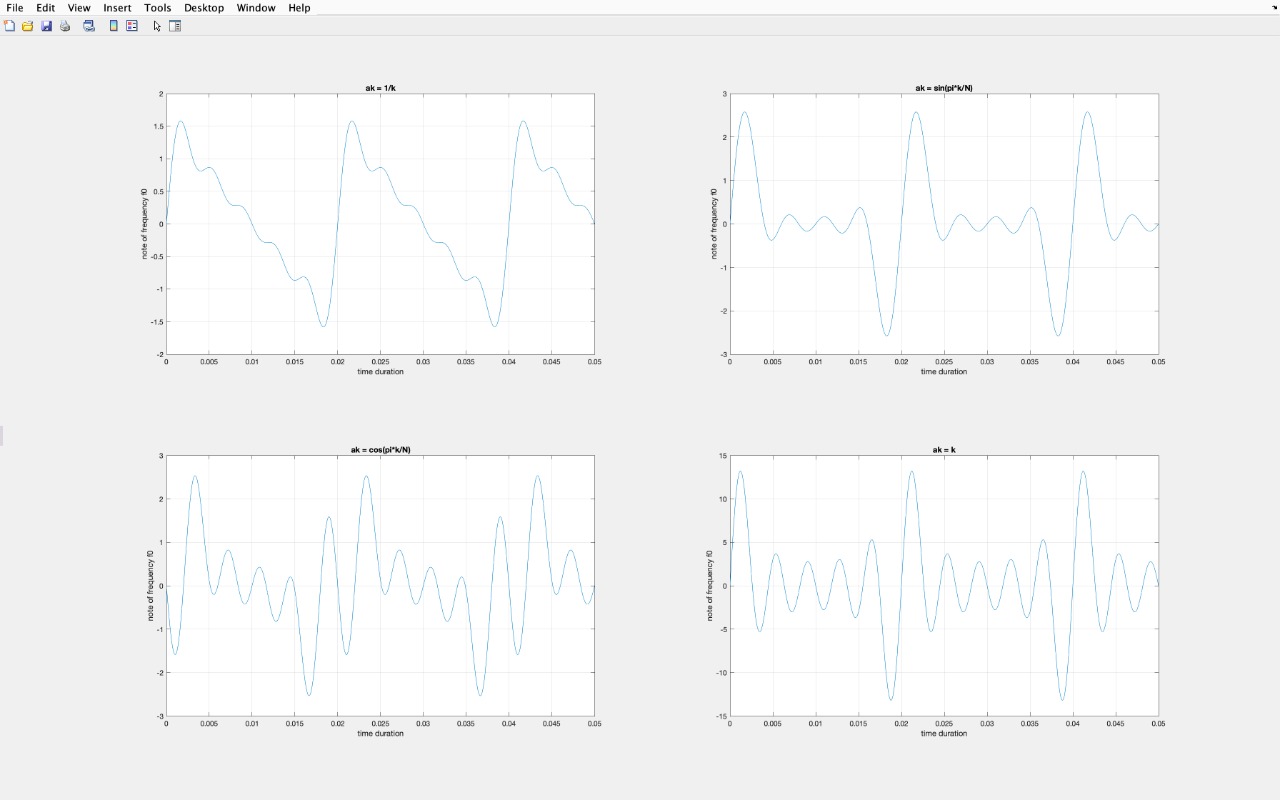 File Edit View Insert Tools Desktop Window Help
ak = 1/k
2
1.5
1
0.5
0
-0.5
-1
-1.5
-2
note of frequency f0
0 0.005 0.01 0.015 0.02 0.025 0.03 0.035 0.04 0.045 0.05
time duration
ak = sin(pi*k/N)
3
2
1
0
-1
-2
-3
note of frequency f0
0 0.005 0.01 0.015 0.02 0.025 0.03 0.035 0.04 0.045 0.05
time duration
ak = cos(pi*k/N)
3
2
1
0
-1
-2
-3
note of frequency f0
0 0.005 0.01 0.015 0.02 0.025 0.03 0.035 0.04 0.045 0.05
time duration
ak = k
15
10
5
0
-5
-10
-15
note of frequency f0
0 0.005 0.01 0.015 0.02 0.025 0.03 0.035 0.04 0.045 0.05
time duration